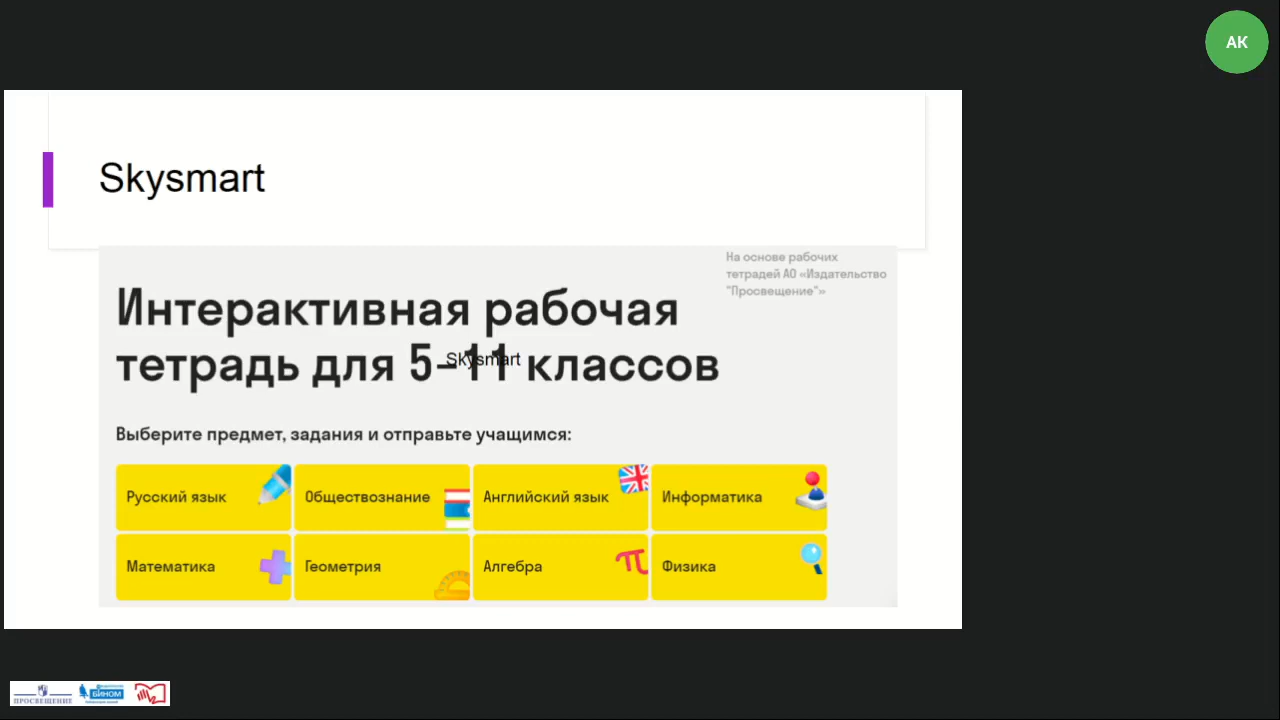 АК
Skysmart
На основе рабочих
тетрадей АО «Издательство
"Просвещение"»
Интерактивная рабочая
тетрадь для 5–11 классов
Skysmart
Выберите предмет, задания и отправьте учащимся:
Русский язык
Обществознание
Английский язык
Информатика
Математика
Геометрия
Алгебра
Физика
ПРОСВЕЩЕНИЕ
БИНОМ